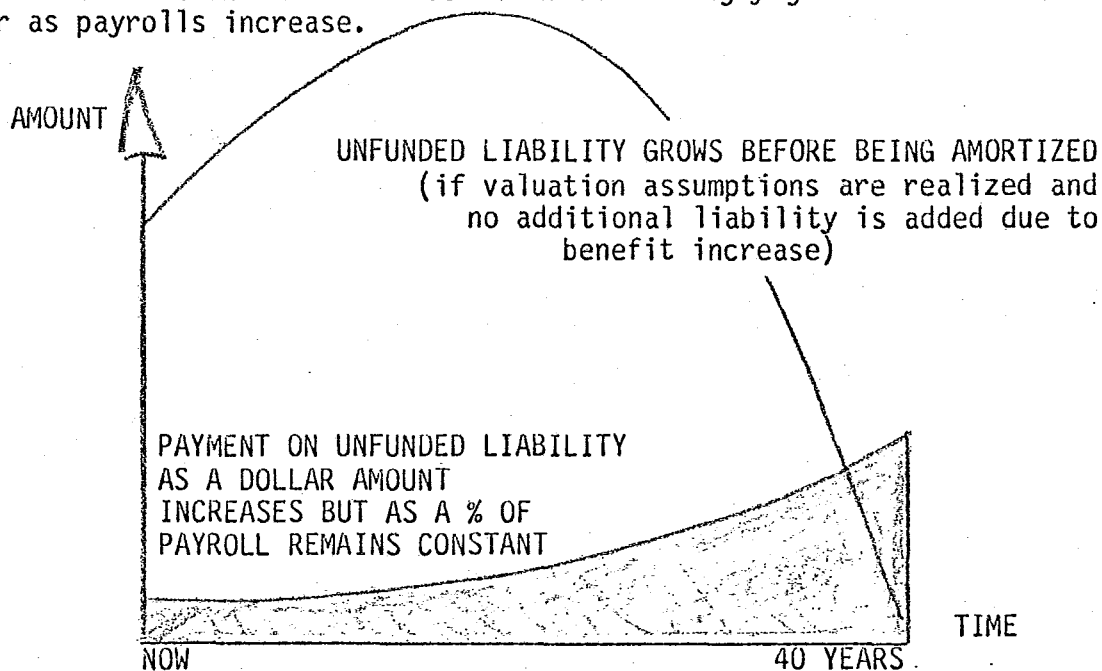 r as payrolls increase.
AMOUNT
UNFUNDED LIABILITY GROWS BEFORE BEING AMORTIZED
(if valuation assumptions are realized and
no additional liability is added due to
benefit increase)
PAYMENT ON UNFUNDED LIABILITY
AS A DOLLAR AMOUNT
INCREASES BUT AS A % OF
PAYROLL REMAINS CONSTANT
TIME
NOW
40 YEARS